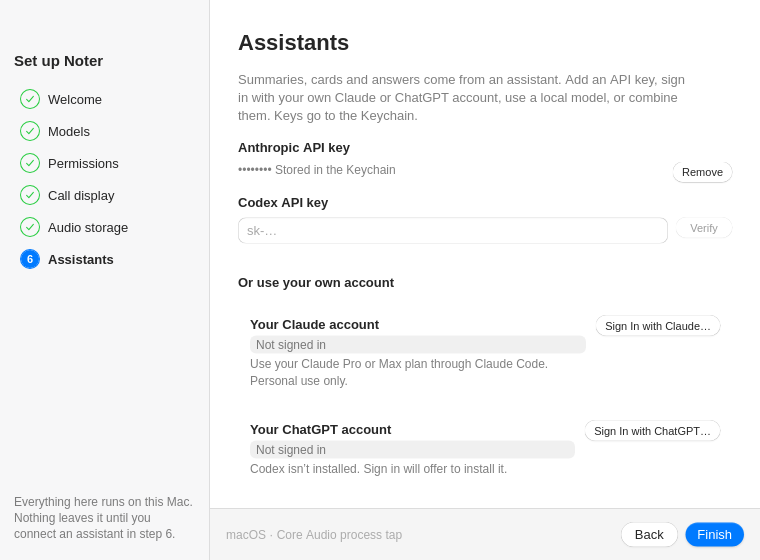 Set up Noter
Welcome
Models
Permissions
Call display
Audio storage
6 Assistants
Everything here runs on this Mac.
Nothing leaves it until you
connect an assistant in step 6.
Assistants
Summaries, cards and answers come from an assistant. Add an API key, sign
in with your own Claude or ChatGPT account, use a local model, or combine
them. Keys go to the Keychain.
Anthropic API key
•••••••• Stored in the Keychain
Remove
Codex API key
sk-…
Verify
Or use your own account
Your Claude account
Sign In with Claude…
Not signed in
Use your Claude Pro or Max plan through Claude Code.
Personal use only.
Your ChatGPT account
Sign In with ChatGPT…
Not signed in
Codex isn’t installed. Sign in will offer to install it.
macOS · Core Audio process tap
Back
Finish